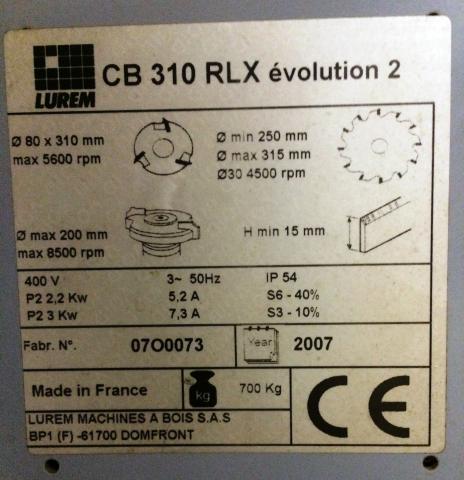 LUREM
CB 310 RLX évolution 2
Ø 80 x 310 mm
max 5600 rpm
Ø min 250 mm
Ø max 315 mm
Ø30 4500 rpm
Ø max 200 mm
max 8500 rpm
H min 15 mm
400 V 3~ 50Hz IP 54
P2 2,2 Kw 5,2 A S6 - 40%
P2 3 Kw 7,3 A S3 - 10%
Fabr. N°. 07O0073 Year 2007
Made in France kg 700 Kg CE
LUREM MACHINES A BOIS S.A.S
BP1 (F) -61700 DOMFRONT